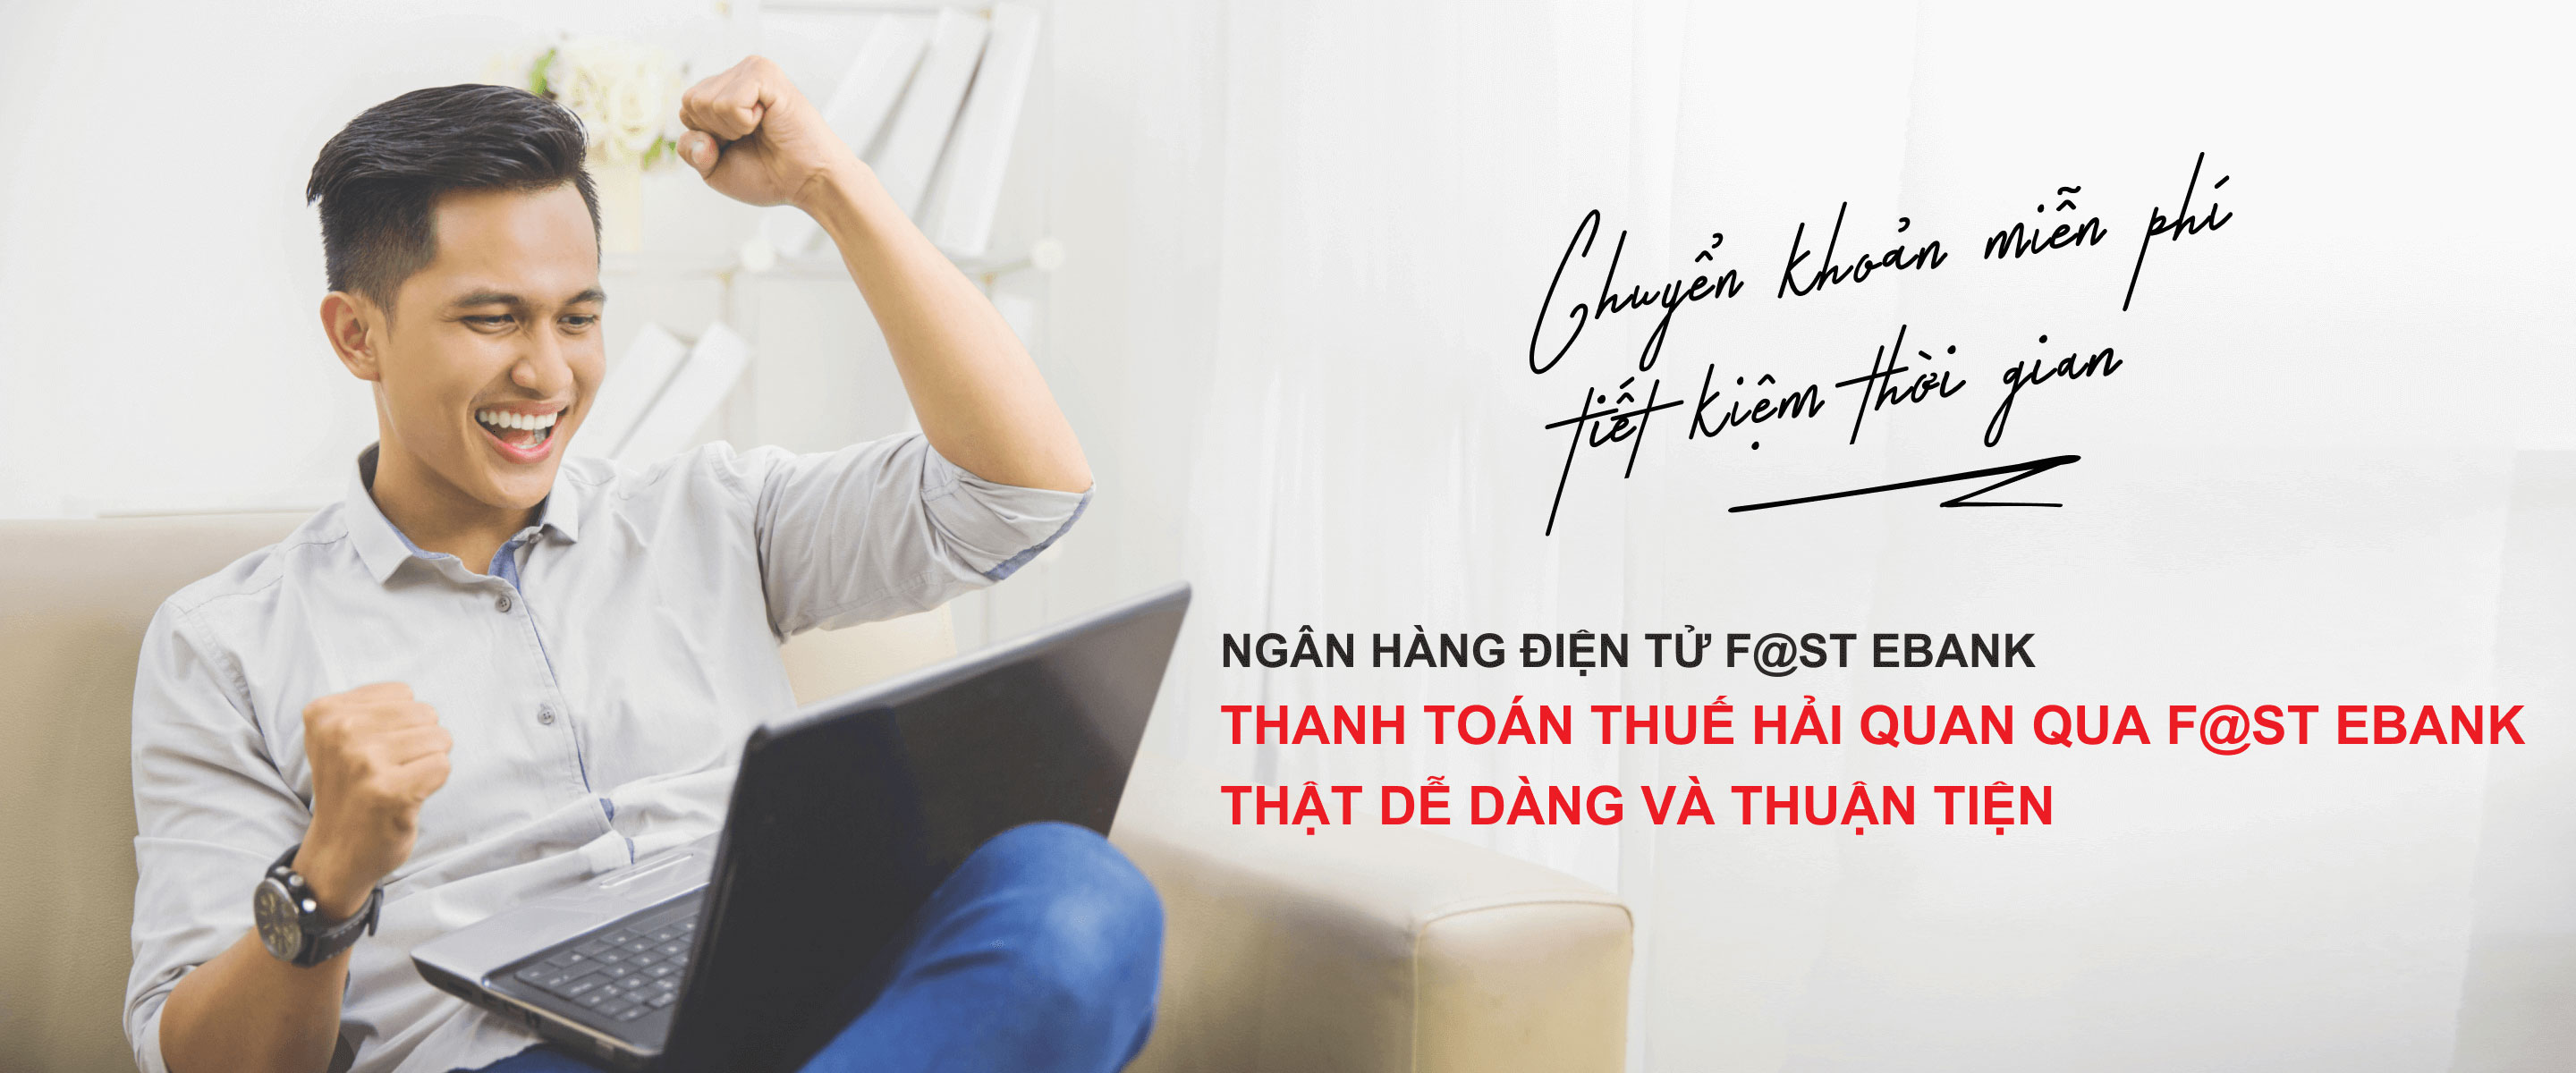 Chuyển khoản miễn phí
tiết kiệm thời gian
NGÂN HÀNG ĐIỆN TỬ F@ST EBANK
THANH TOÁN THUẾ HẢI QUAN QUA F@ST EBANK
THẬT DỄ DÀNG VÀ THUẬN TIỆN